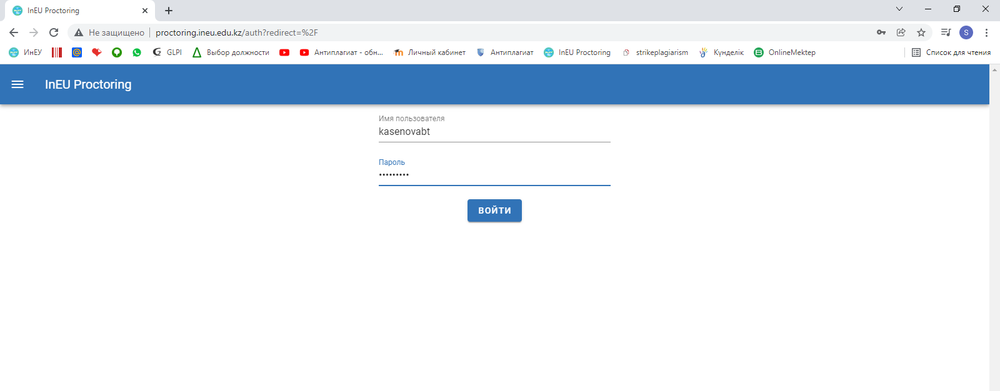 InEU Proctoring
Не защищено proctoring.ineu.edu.kz/auth?redirect=%2F S
ИнЕУ GLPI Выбор должности Антиплагиат - обн... Личный кабинет Антиплагиат InEU Proctoring strikeplagiarism Күнделік OnlineMektep Список для чтения
InEU Proctoring
Имя пользователя
kasenovabt
Пароль
•••••••••
ВОЙТИ